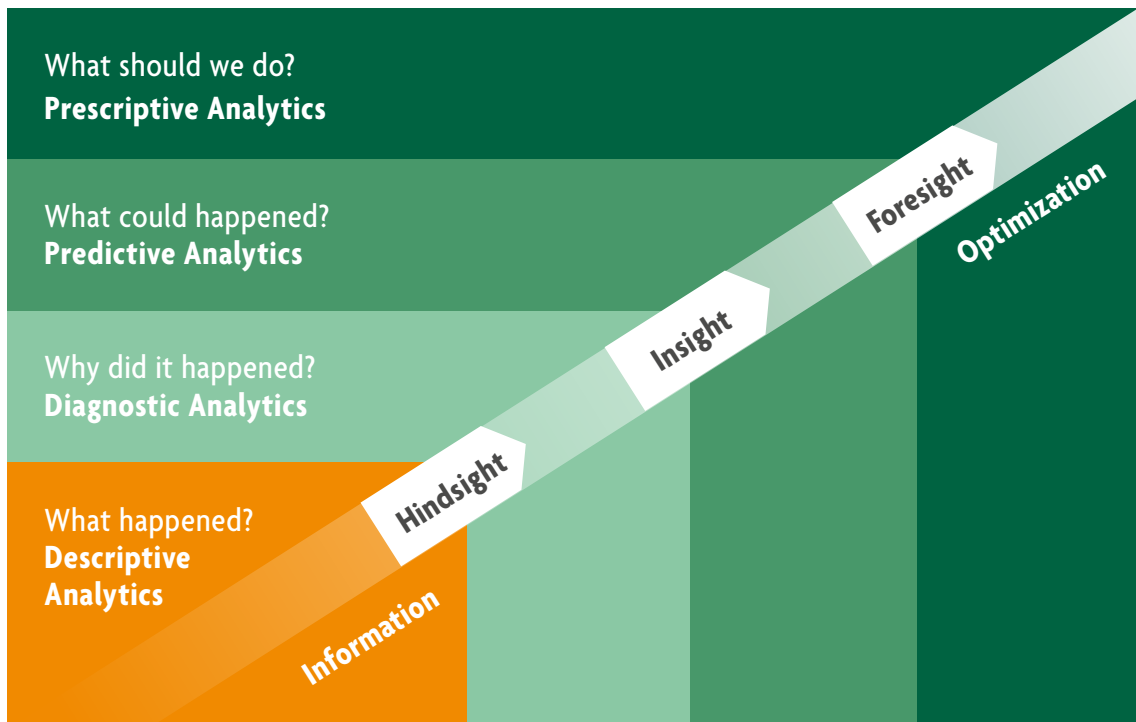 What should we do?
Prescriptive Analytics
What could happened?
Predictive Analytics
Why did it happened?
Diagnostic Analytics
What happened?
Descriptive
Analytics
Information
Hindsight
Insight
Foresight
Optimization